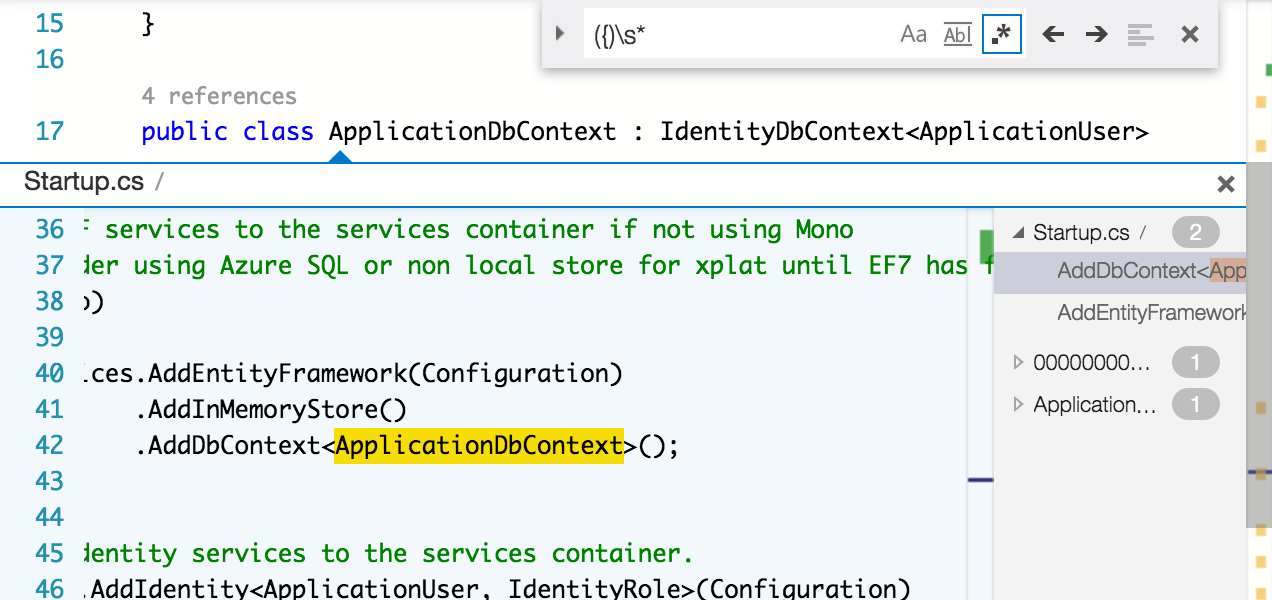 15 }
({)\s* Aa Abl .*
16
4 references
17 public class ApplicationDbContext : IdentityDbContext<ApplicationUser>
Startup.cs /
36 services to the services container if not using Mono
37 der using Azure SQL or non local store for xplat until EF7 has f
38 o)
39
40 ices.AddEntityFramework(Configuration)
41 .AddInMemoryStore()
42 .AddDbContext<ApplicationDbContext>();
43
44
45 dentity services to the services container.
46 .AddIdentity<ApplicationUser, IdentityRole>(Configuration)
Startup.cs / 2
AddDbContext<App
AddEntityFramework
00000000... 1
Application... 1